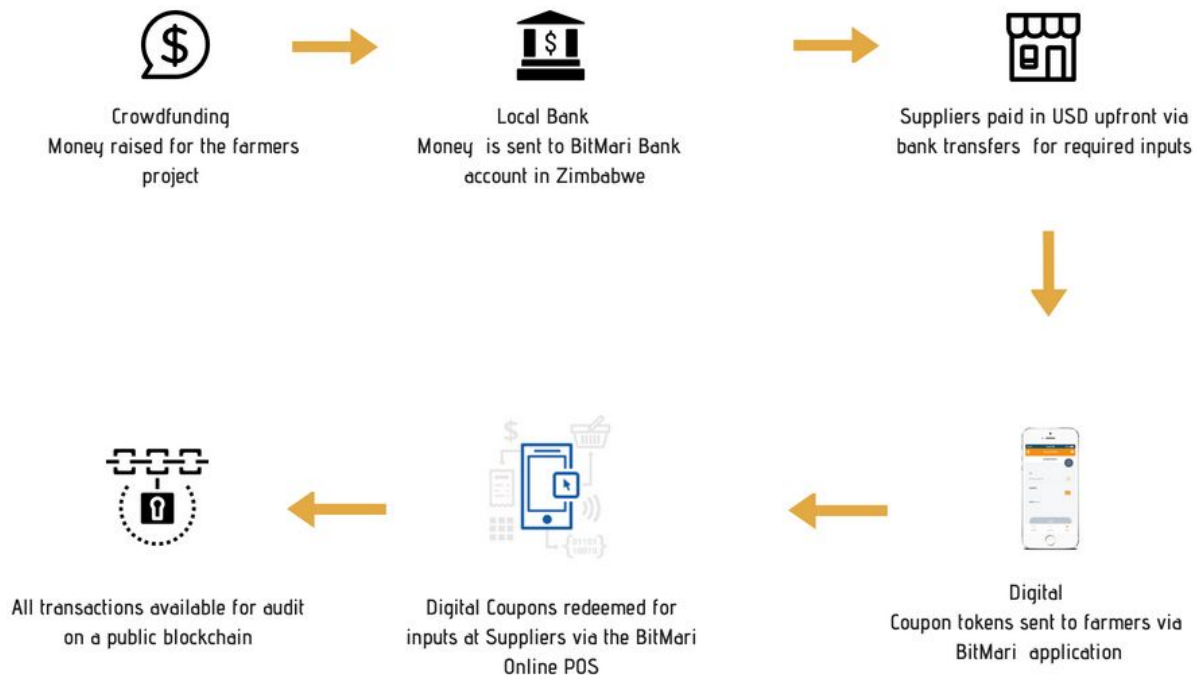 Crowdfunding
Money raised for the farmers
project
Local Bank
Money is sent to BitMari Bank
account in Zimbabwe
Suppliers paid in USD upfront via
bank transfers for required inputs
Digital
Coupon tokens sent to farmers via
BitMari application
Digital Coupons redeemed for
inputs at Suppliers via the BitMari
Online POS
All transactions available for audit
on a public blockchain